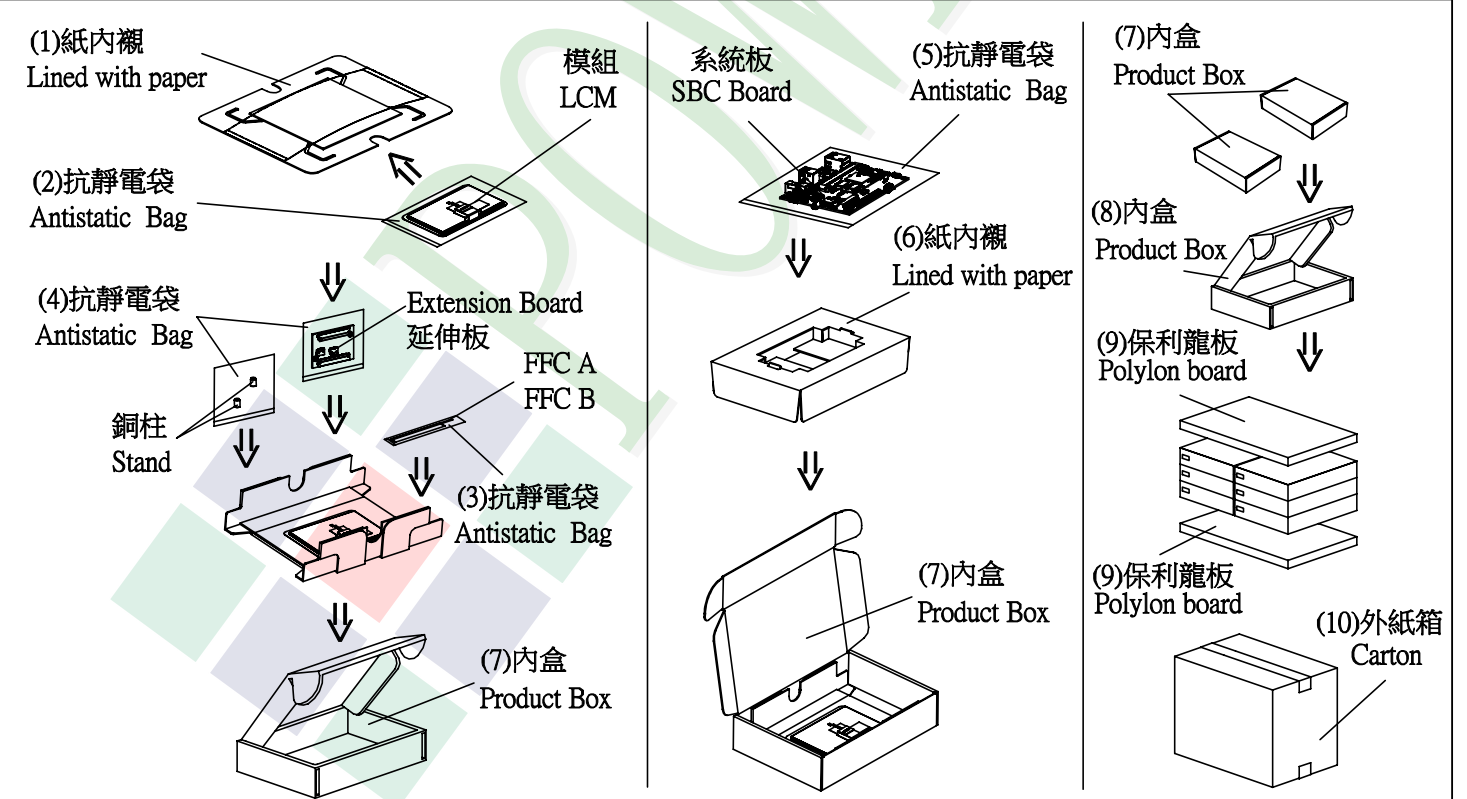 (1)紙內襯
Lined with paper
模組
LCM
(2)抗靜電袋
Antistatic Bag
(4)抗靜電袋
Antistatic Bag
Extension Board
延伸板
FFC A
FFC B
銅柱
Stand
(3)抗靜電袋
Antistatic Bag
(7)內盒
Product Box
系統板
SBC Board
(5)抗靜電袋
Antistatic Bag
(6)紙內襯
Lined with paper
(7)內盒
Product Box
(7)內盒
Product Box
(8)內盒
Product Box
(9)保利龍板
Polylon board
(9)保利龍板
Polylon board
(10)外紙箱
Carton